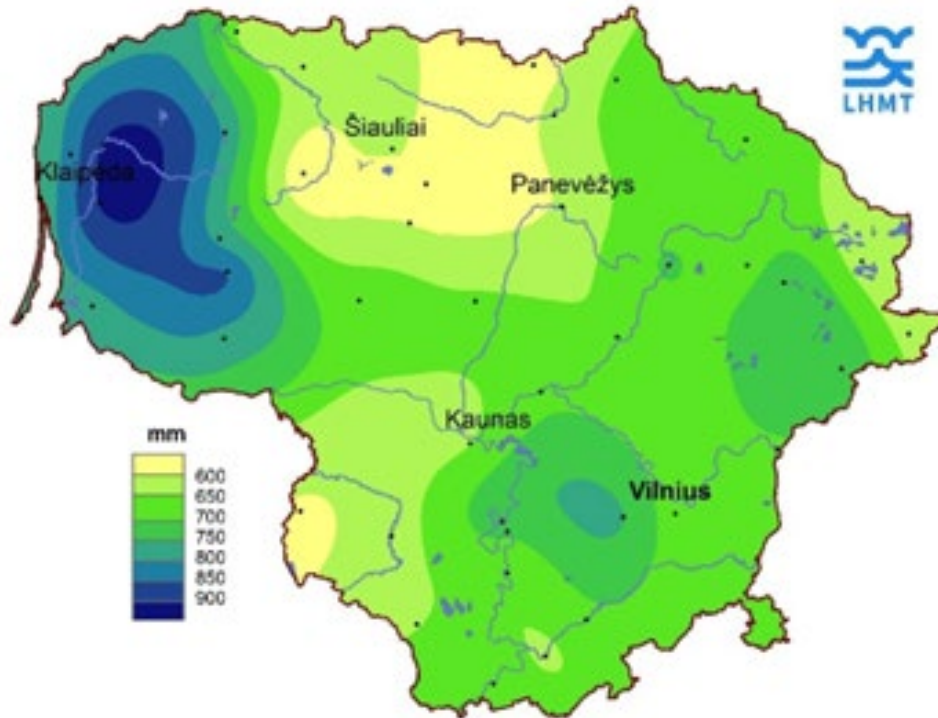 LHMT
Šiauliai
Klaipėda
Panevėžys
Kaunas
mm
600
650
700
750
800
850
900
Vilnius